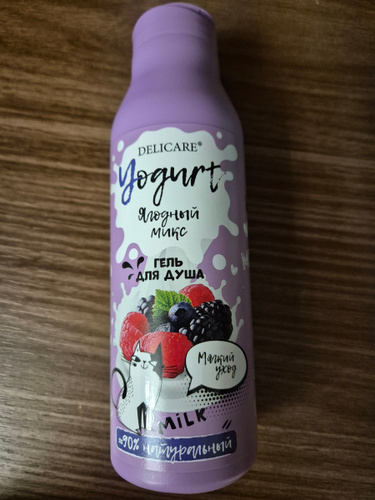 DELICARE®
Yogurt
Ягодный
микс
ГЕЛЬ
ДЛЯ ДУША
Мягкий
уход
MiLK
≈90% натуральный